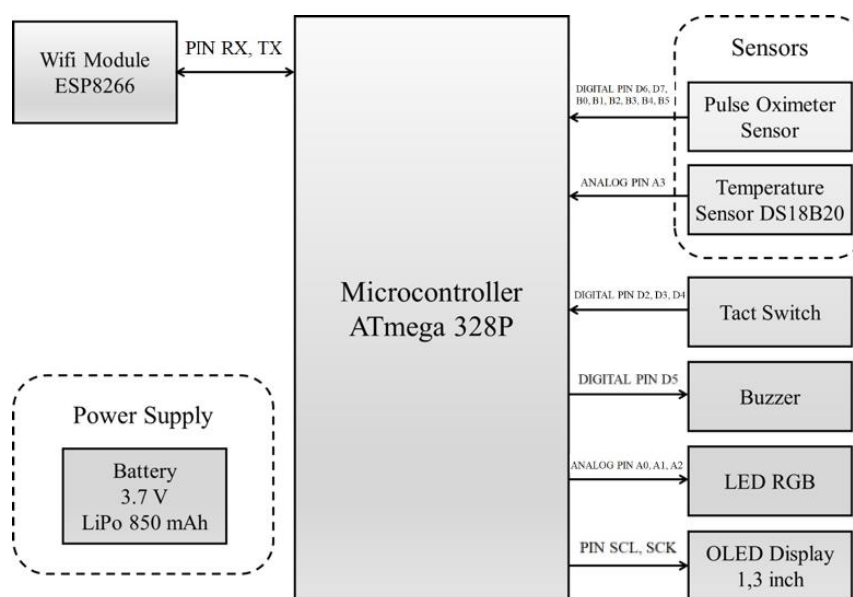 Wifi Module
ESP8266
PIN RX, TX
Microcontroller
ATmega 328P
Sensors
DIGITAL PIN D6, D7,
B0, B1, B2, B3, B4, B5
Pulse Oximeter
Sensor
ANALOG PIN A3
Temperature
Sensor DS18B20
DIGITAL PIN D2, D3, D4
Tact Switch
DIGITAL PIN D5
Buzzer
ANALOG PIN A0, A1, A2
LED RGB
PIN SCL, SCK
OLED Display
1,3 inch
Power Supply
Battery
3.7 V
LiPo 850 mAh